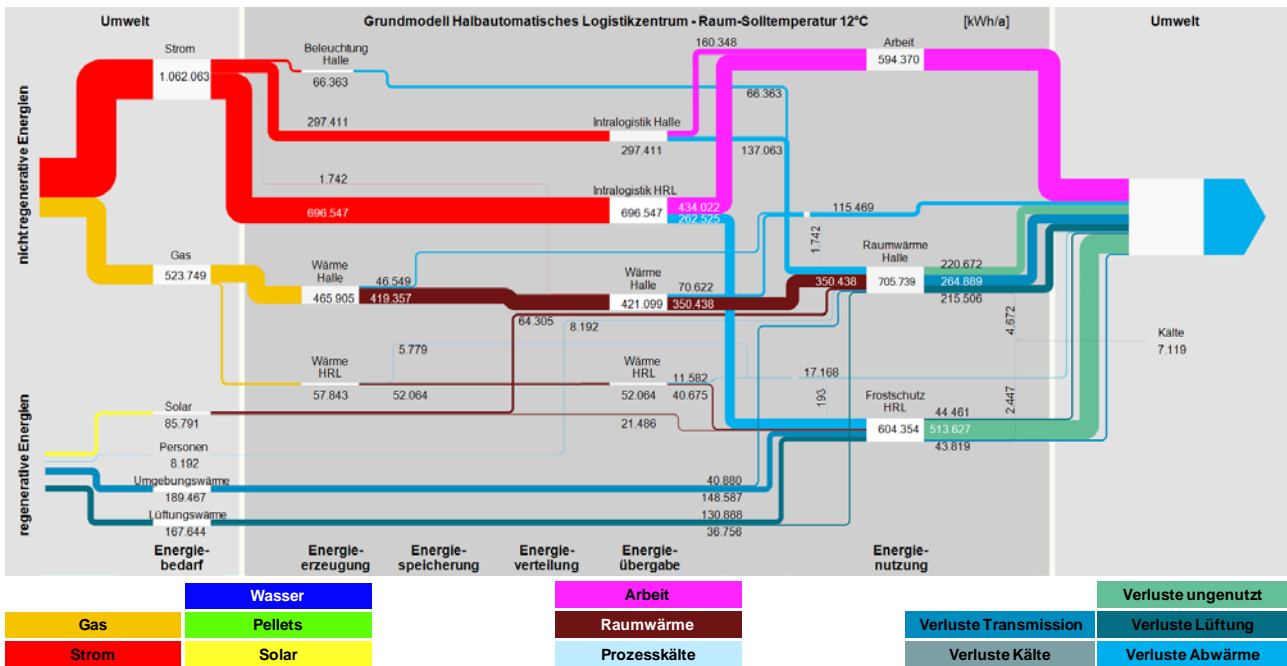 Umwelt
Grundmodell Halbautomatisches Logistikzentrum - Raum-Solltemperatur 12°C
[kWh/a]
Umwelt
nichtregenerative Energien
regenerative Energien
Strom
1.062.063
Beleuchtung
Halle
66.363
160.348
Arbeit
594.370
66.363
297.411
Intralogistik Halle
297.411
137.063
1.742
696.547
Intralogistik HRL
696.547
434.022
262.525
115.469
1.742
Gas
523.749
Wärme
Halle
465.905
46.549
419.357
Wärme
Halle
421.099
70.622
350.438
350.438
Raumwärme
Halle
705.739
220.672
264.889
215.506
64.305
8.192
4.672
Kälte
7.119
5.779
Wärme
HRL
57.843
52.064
Wärme
HRL
52.064
11.582
40.675
17.168
193
2.447
Solar
85.791
21.486
Frostschutz
HRL
604.354
44.461
513.627
43.819
Personen
8.192
Umgebungswärme
189.467
40.880
148.587
Lüftungswärme
167.644
130.888
36.756
Energie-
bedarf
Energie-
erzeugung
Energie-
speicherung
Energie-
verteilung
Energie-
übergabe
Energie-
nutzung
Wasser
Arbeit
Verluste ungenutzt
Gas
Pellets
Raumwärme
Verluste Transmission
Verluste Lüftung
Strom
Solar
Prozesskälte
Verluste Kälte
Verluste Abwärme